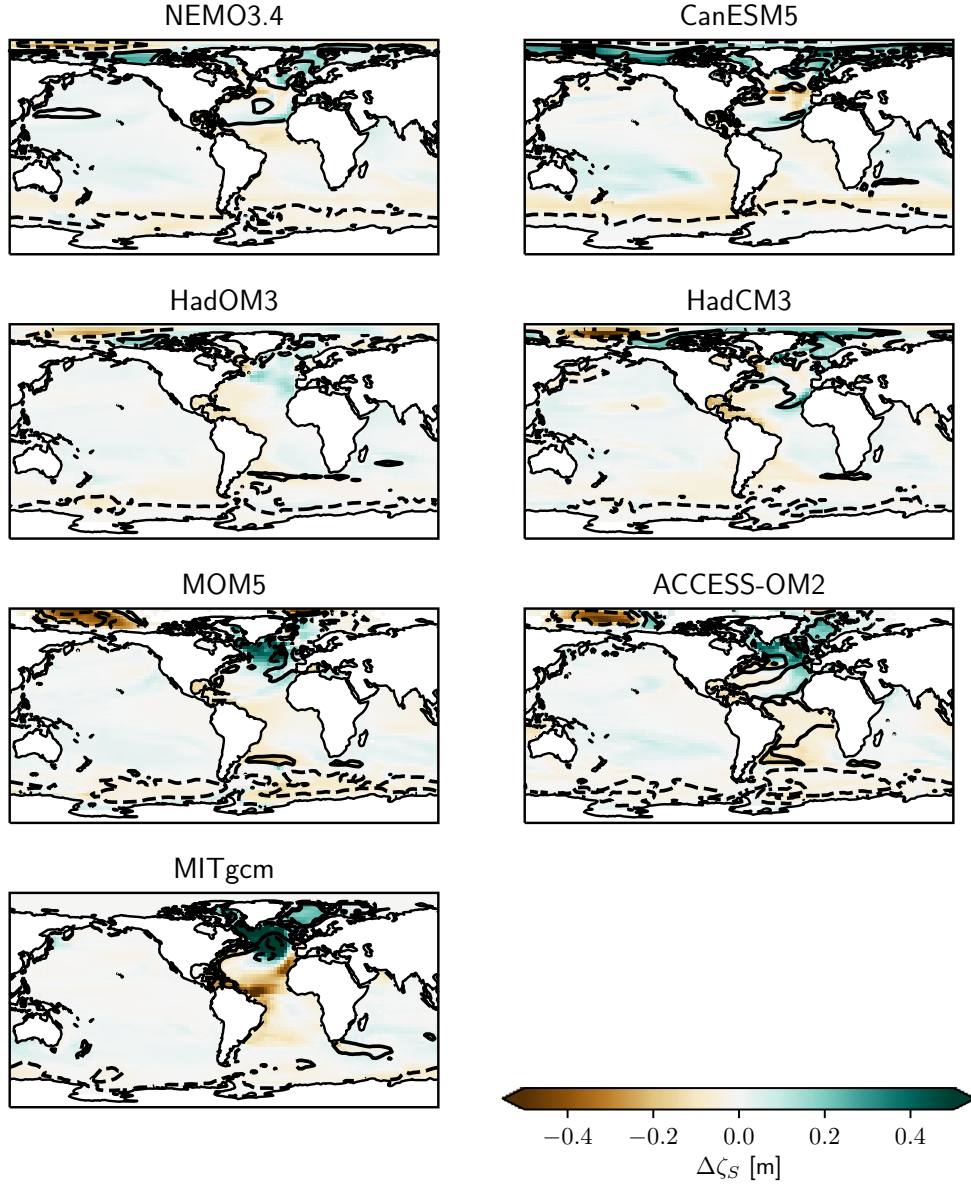 NEMO3.4
CanESM5
HadOM3
HadCM3
MOM5
ACCESS-OM2
MITgcm
−0.4 −0.2 0.0 0.2 0.4
Δζ_S [m]